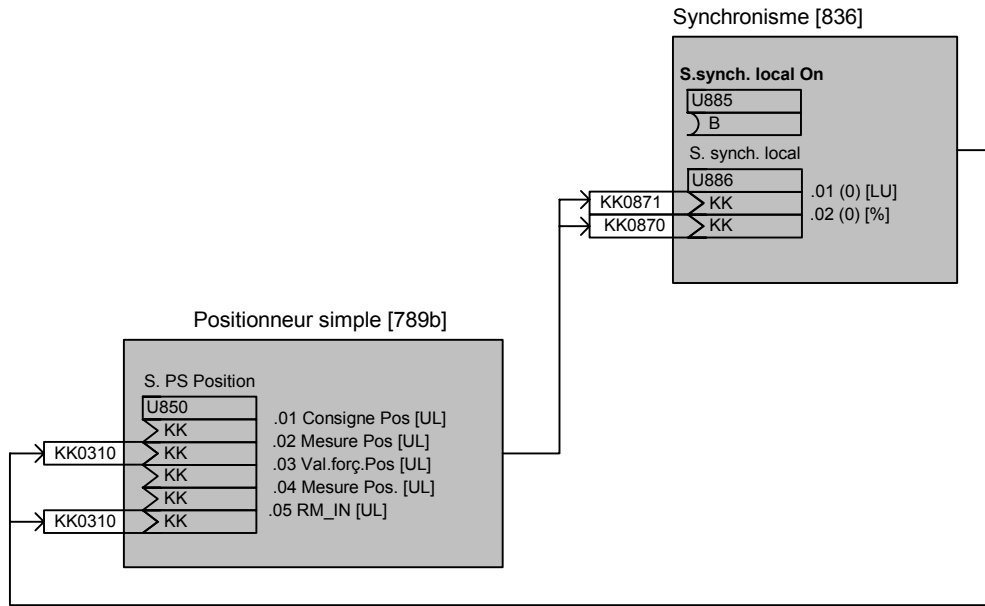 Synchronisme [836]
S.synch. local On
U885
B
S. synch. local
U886
.01 (0) [LU]
KK0871 KK
.02 (0) [%]
KK0870 KK
Positionneur simple [789b]
S. PS Position
U850
.01 Consigne Pos [UL]
KK
.02 Mesure Pos [UL]
KK0310 KK
.03 Val.forç.Pos [UL]
KK
.04 Mesure Pos. [UL]
KK
.05 RM_IN [UL]
KK0310 KK